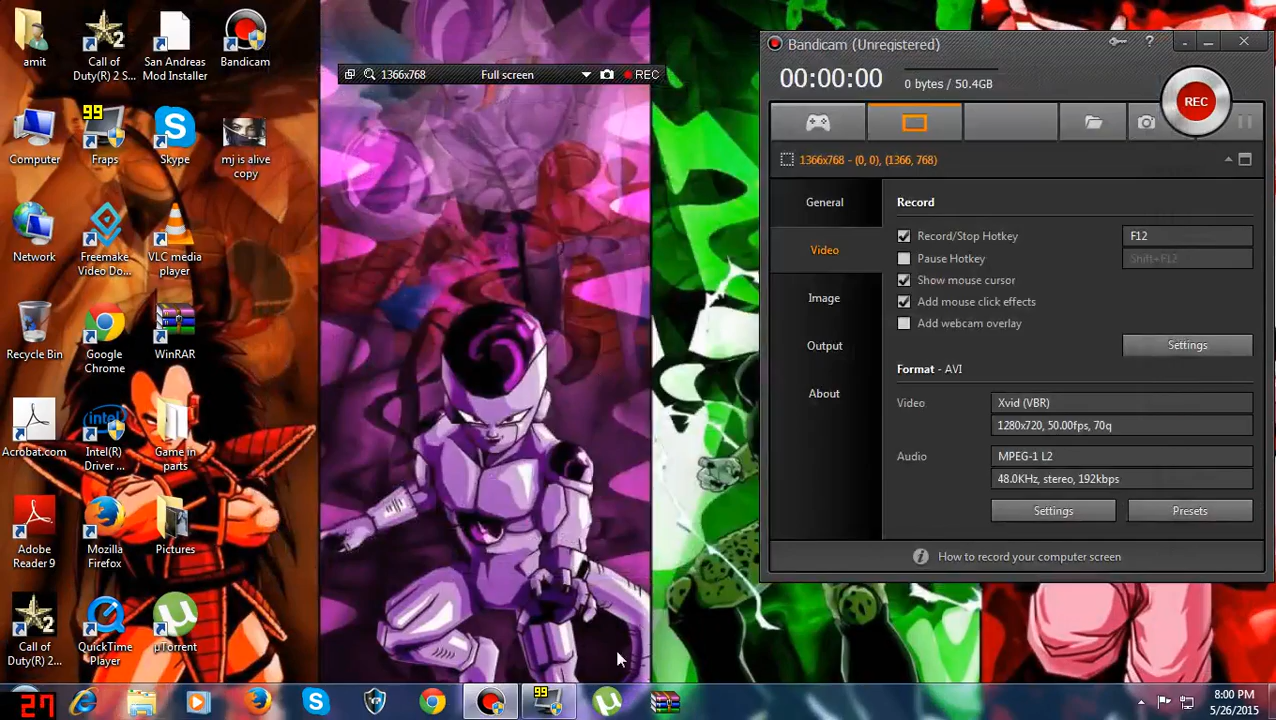 amit
Call of
Duty(R) 2 S...
San Andreas
Mod Installer
Bandicam
Computer
99
Fraps
Skype
mj is alive
copy
Network
Freemake
Video Do...
VLC media
player
Recycle Bin
Google
Chrome
WinRAR
Acrobat.com
Intel(R)
Driver ...
Game in
parts
Adobe
Reader 9
Mozilla
Firefox
Pictures
Call of
Duty(R) 2...
QuickTime
Player
µTorrent
1366x768 Full screen REC
Bandicam (Unregistered)
?
00:00:00 0 bytes / 50.4GB
REC
1366x768 - (0, 0), (1366, 768)
General
Video
Image
Output
About
Record
Record/Stop Hotkey F12
Pause Hotkey Shift+F12
Show mouse cursor
Add mouse click effects
Add webcam overlay
Settings
Format - AVI
Video Xvid (VBR)
1280x720, 50.00fps, 70q
Audio MPEG-1 L2
48.0KHz, stereo, 192kbps
Settings Presets
How to record your computer screen
27
99
8:00 PM
5/26/2015